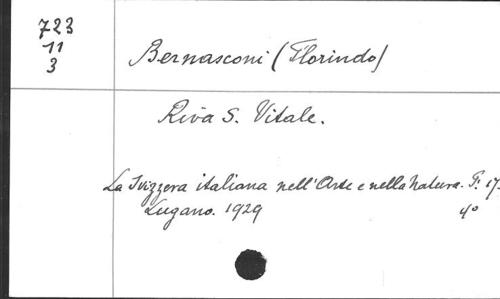 723
11
3
Bernasconi (Florindo)
Riva S. Vitale.
La Svizzera italiana nell'Arte e nella Natura. F. 17.
Lugano. 1929 4°